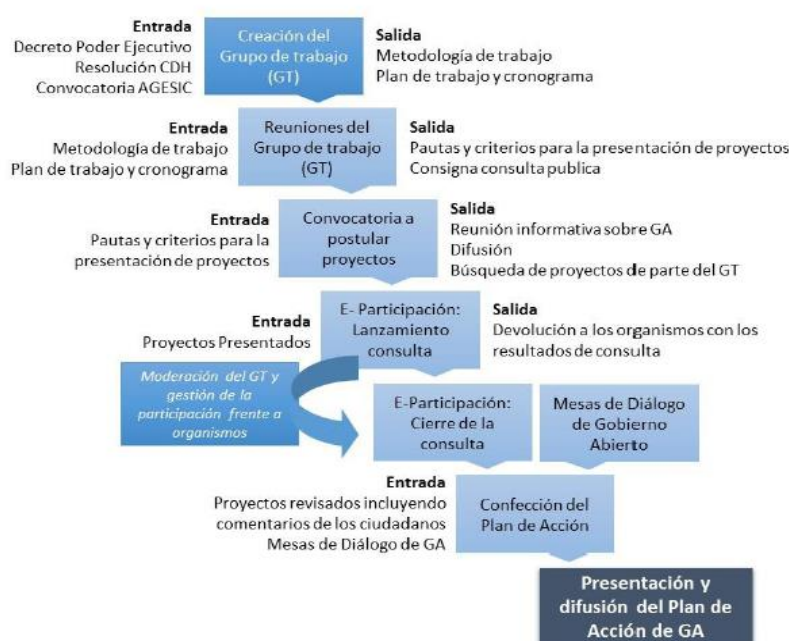 Entrada
Decreto Poder Ejecutivo
Resolución CDH
Convocatoria AGESIC
Creación del
Grupo de trabajo
(GT)
Salida
Metodología de trabajo
Plan de trabajo y cronograma
Entrada
Metodología de trabajo
Plan de trabajo y cronograma
Reuniones del
Grupo de trabajo
(GT)
Salida
Pautas y criterios para la presentación de proyectos
Consigna consulta publica
Entrada
Pautas y criterios para la
presentación de proyectos
Convocatoria a
postular
proyectos
Salida
Reunión informativa sobre GA
Difusión
Búsqueda de proyectos de parte del GT
Entrada
Proyectos Presentados
E- Participación:
Lanzamiento
consulta
Salida
Devolución a los organismos con los
resultados de consulta
Moderación del GT y
gestión de la
participación frente a
organismos
E-Participación:
Cierre de la
consulta
Mesas de Diálogo
de Gobierno
Abierto
Entrada
Proyectos revisados incluyendo
comentarios de los ciudadanos
Mesas de Diálogo de GA
Confección del
Plan de Acción
Presentación y
difusión del Plan de
Acción de GA